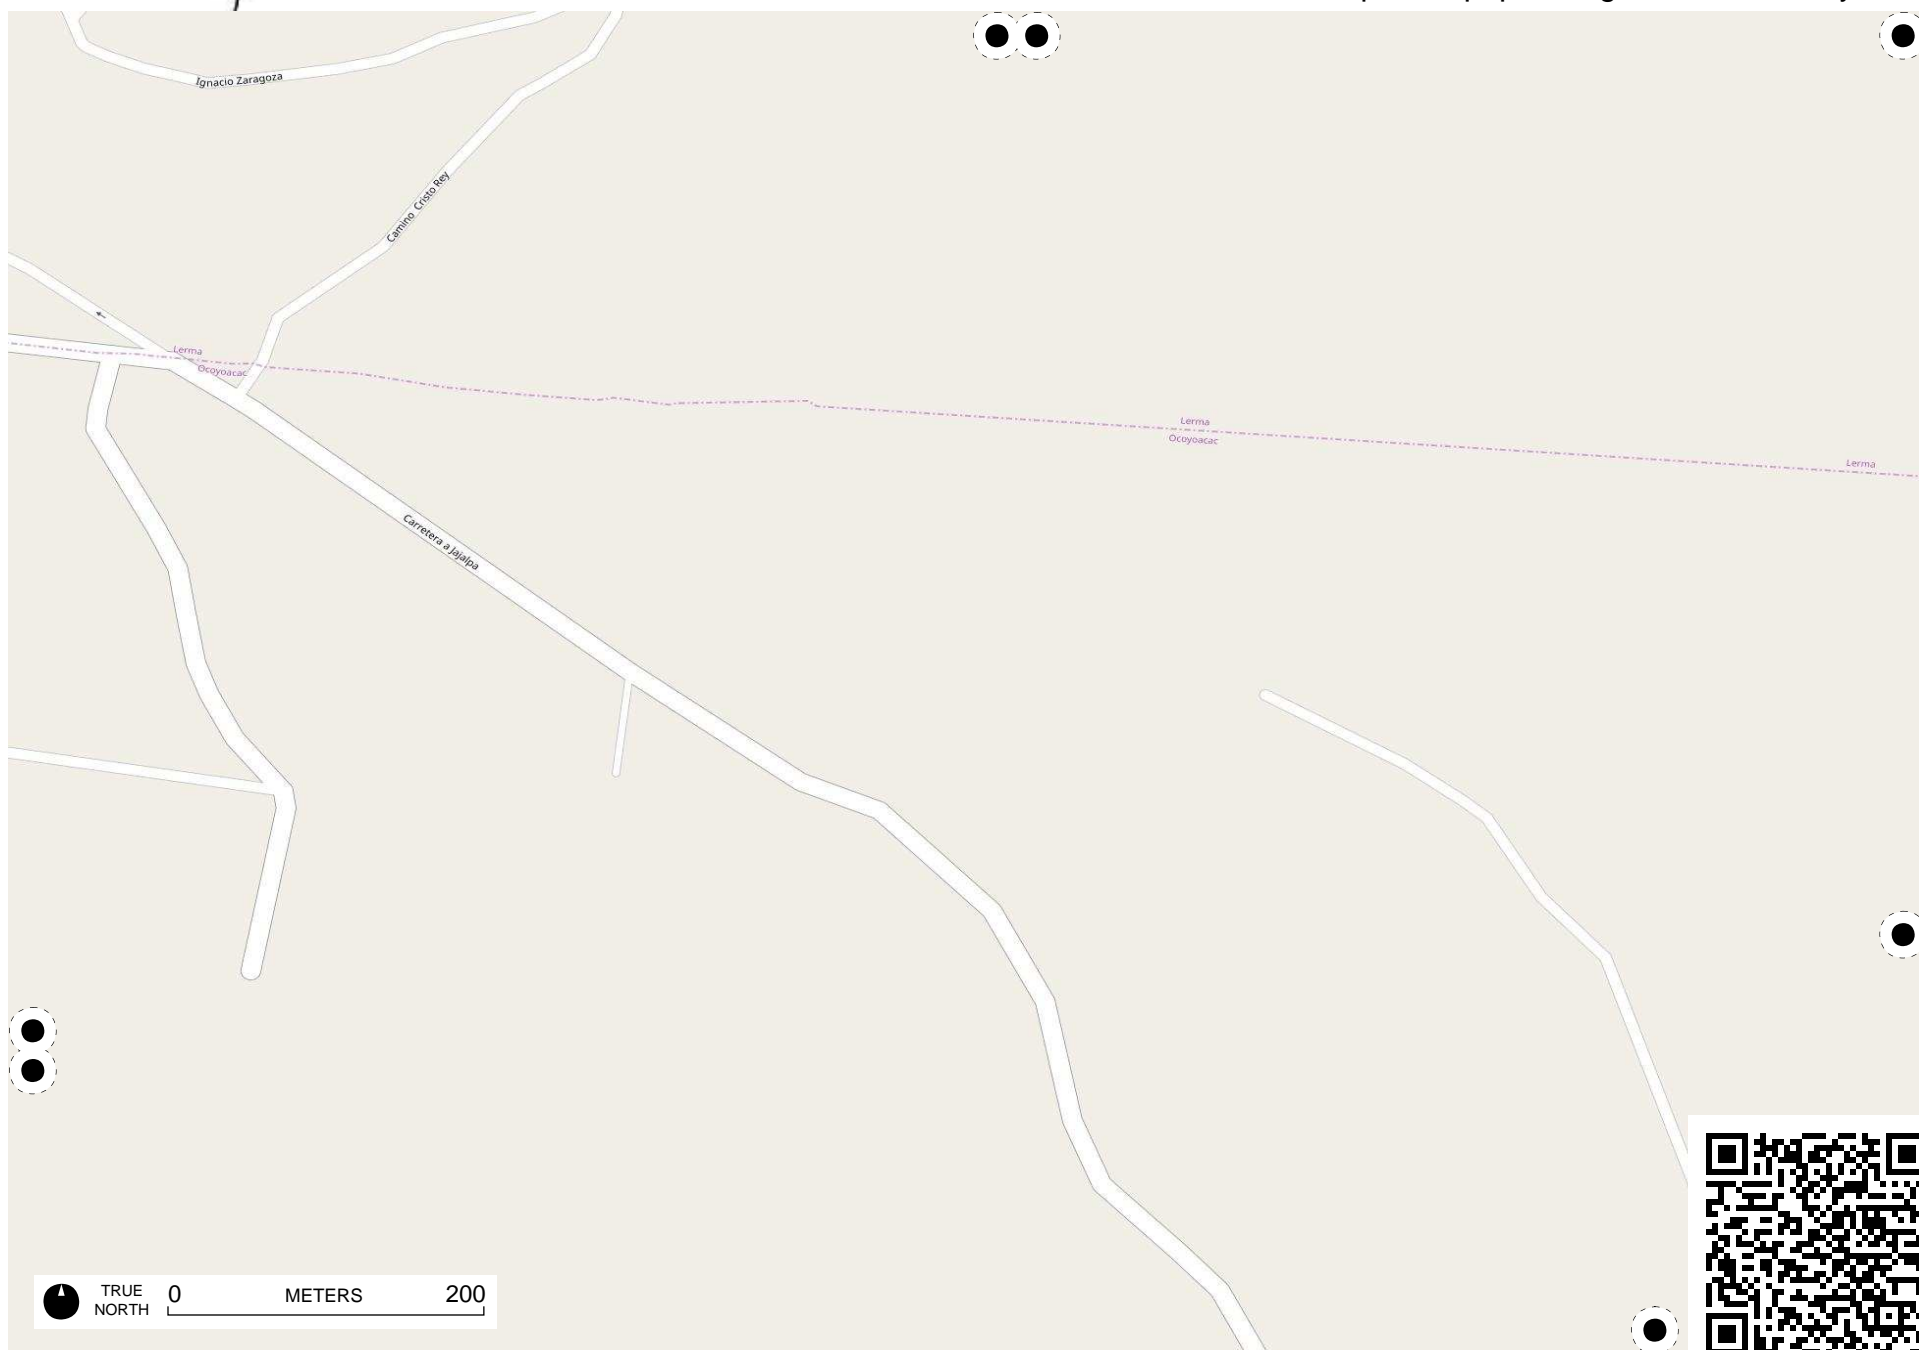 Ignacio Zaragoza
Camino Cristo Rey
Lerma
Ocoyoacac
Lerma
Ocoyoacac
Lerma
Carretera a Jajalpa
TRUE
NORTH
0 METERS 200